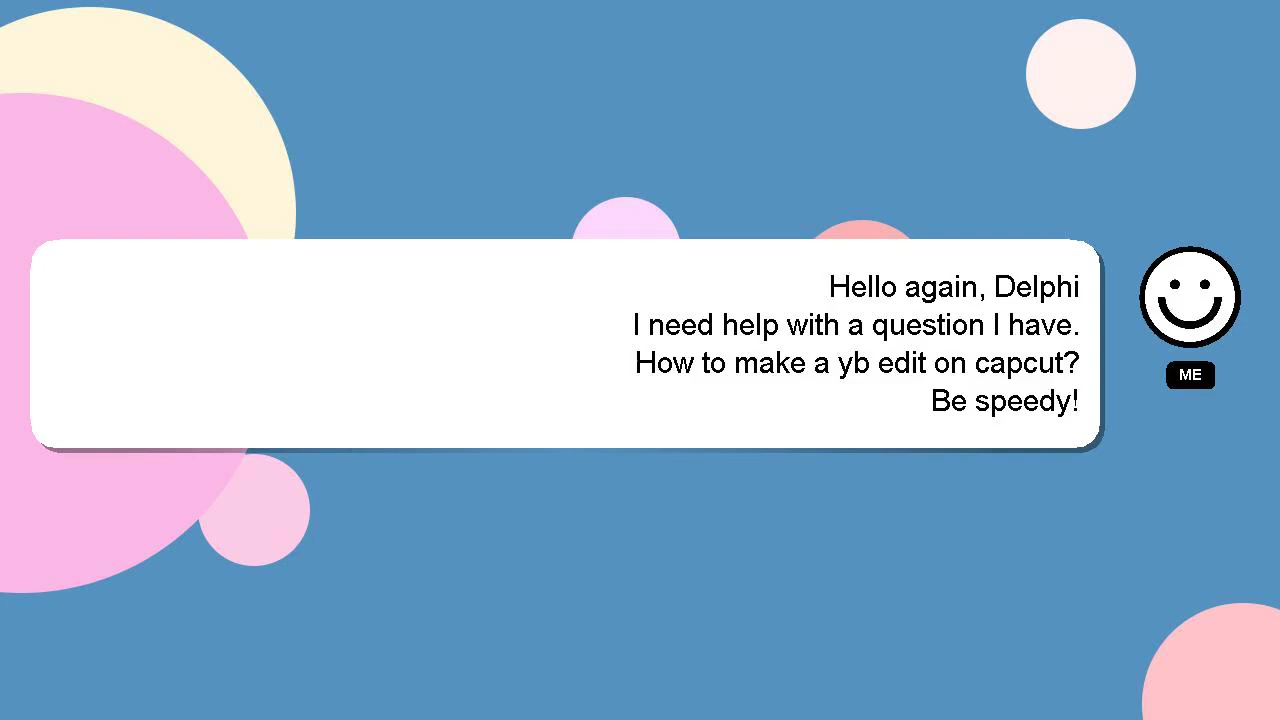 Hello again, Delphi
I need help with a question I have.
How to make a yb edit on capcut?
Be speedy!
ME